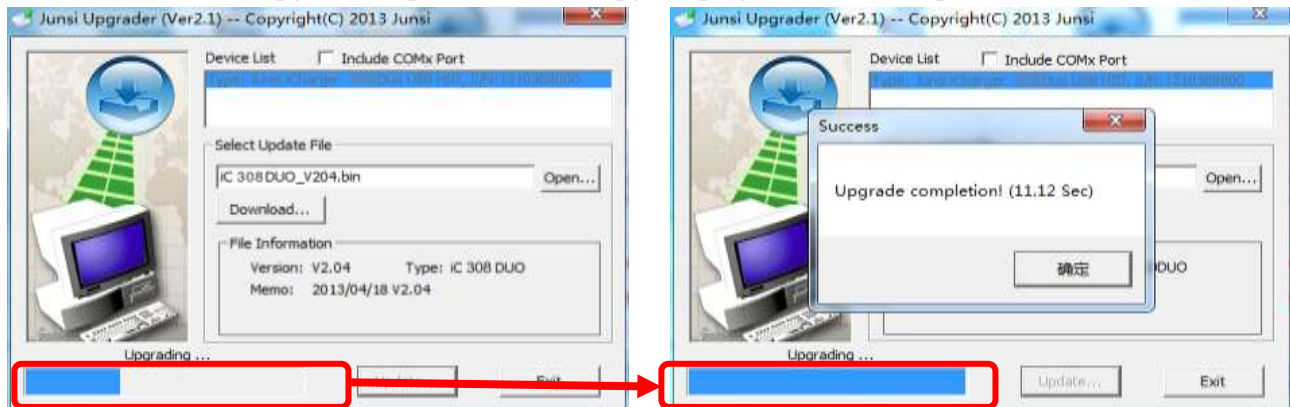 Junsi Upgrader (Ver2.1) -- Copyright(C) 2013 Junsi
Device List
Include COMx Port
Select Update File
iC 308DUO_V204.bin
Open...
Download...
File Information
Version: V2.04
Type: iC 308 DUO
Memo: 2013/04/18 V2.04
Upgrading ...
Exit
Junsi Upgrader (Ver2.1) -- Copyright(C) 2013 Junsi
Device List
Include COMx Port
Success
Upgrade completion! (11.12 Sec)
确定
Open...
DUO
Upgrading ...
Update...
Exit